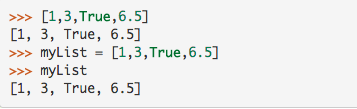 >>> [1,3,True,6.5]
[1, 3, True, 6.5]
>>> myList = [1,3,True,6.5]
>>> myList
[1, 3, True, 6.5]